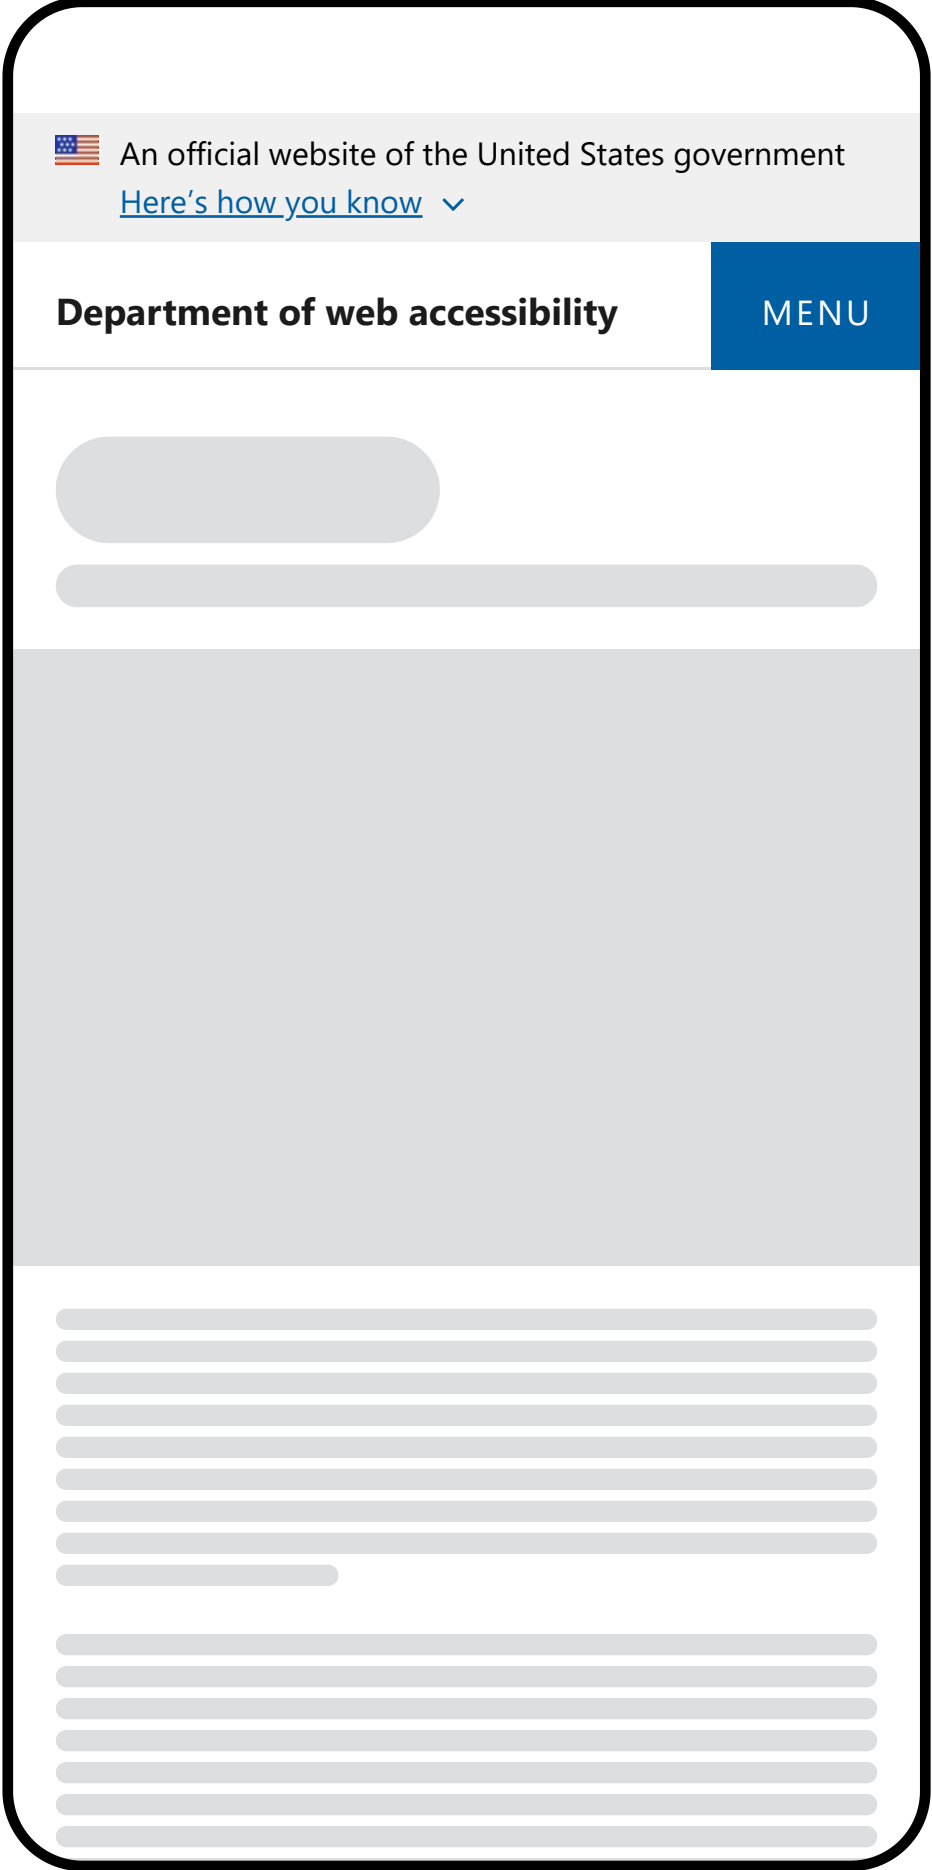 An official website of the United States government
Here’s how you know
Department of web accessibility
MENU